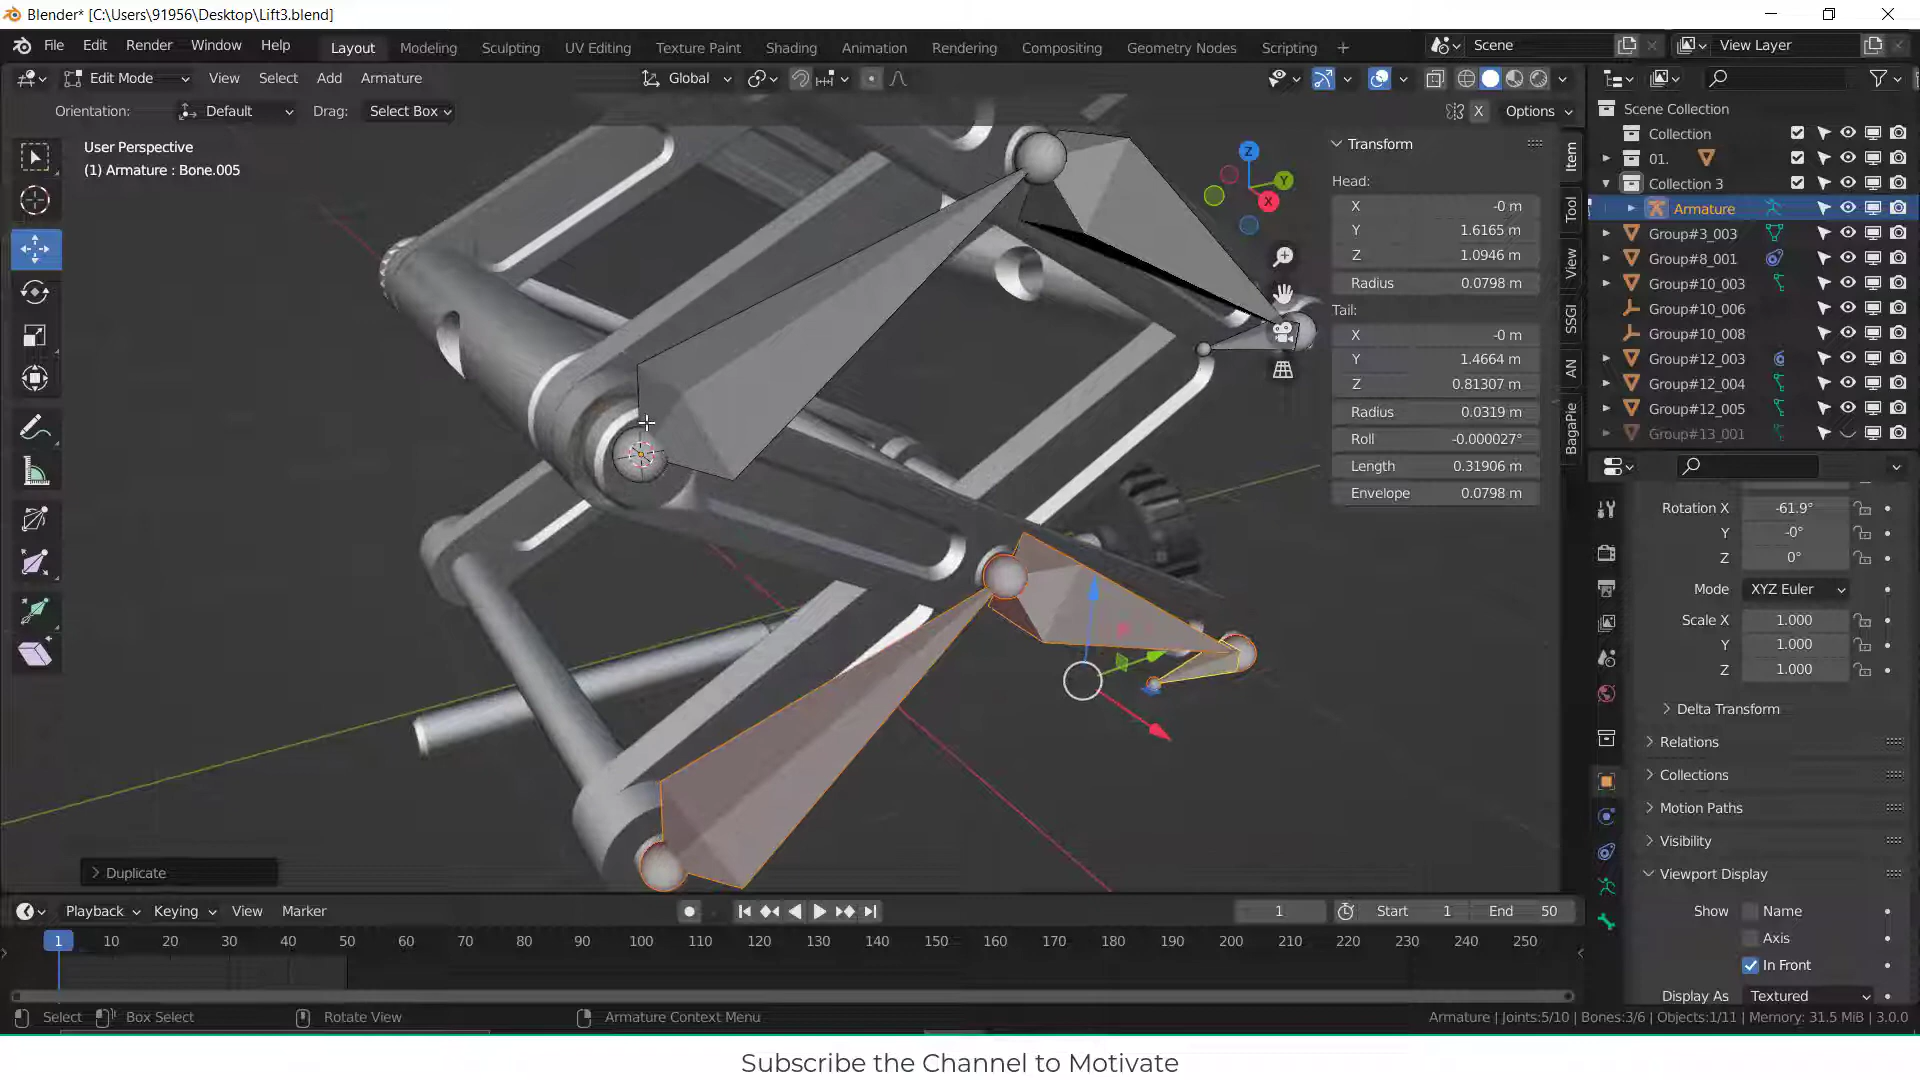 Blender* [C:\Users\91956\Desktop\Lift3.blend]
File Edit Render Window Help
Layout Modeling Sculpting UV Editing Texture Paint Shading Animation Rendering Compositing Geometry Nodes Scripting +
Scene
View Layer
Edit Mode View Select Add Armature
Global
Orientation: Default Drag: Select Box
X Options
User Perspective
(1) Armature : Bone.005
Transform
Head:
X -0 m
Y 1.6165 m
Z 1.0946 m
Radius 0.0798 m
Tail:
X -0 m
Y 1.4664 m
Z 0.81307 m
Radius 0.0319 m
Roll -0.000027°
Length 0.31906 m
Envelope 0.0798 m
Item
Tool
View
SSGI
AN
BagaPie
Z
Y
X
Scene Collection
Collection
01.
Collection 3
Armature
Group#3_003
Group#8_001
Group#10_003
Group#10_006
Group#10_008
Group#12_003
Group#12_004
Group#12_005
Group#13_001
Rotation X -61.9°
Y -0°
Z 0°
Mode XYZ Euler
Scale X 1.000
Y 1.000
Z 1.000
Delta Transform
Relations
Collections
Motion Paths
Visibility
Viewport Display
Show Name
Axis
In Front
Display As Textured
Duplicate
Playback Keying View Marker
1 Start 1 End 50
1 10 20 30 40 50 60 70 80 90 100 110 120 130 140 150 160 170 180 190 200 210 220 230 240 250
Select Box Select Rotate View Armature Context Menu
Armature | Joints:5/10 | Bones:3/6 | Objects:1/11 | Memory: 31.5 MiB | 3.0.0
Subscribe the Channel to Motivate